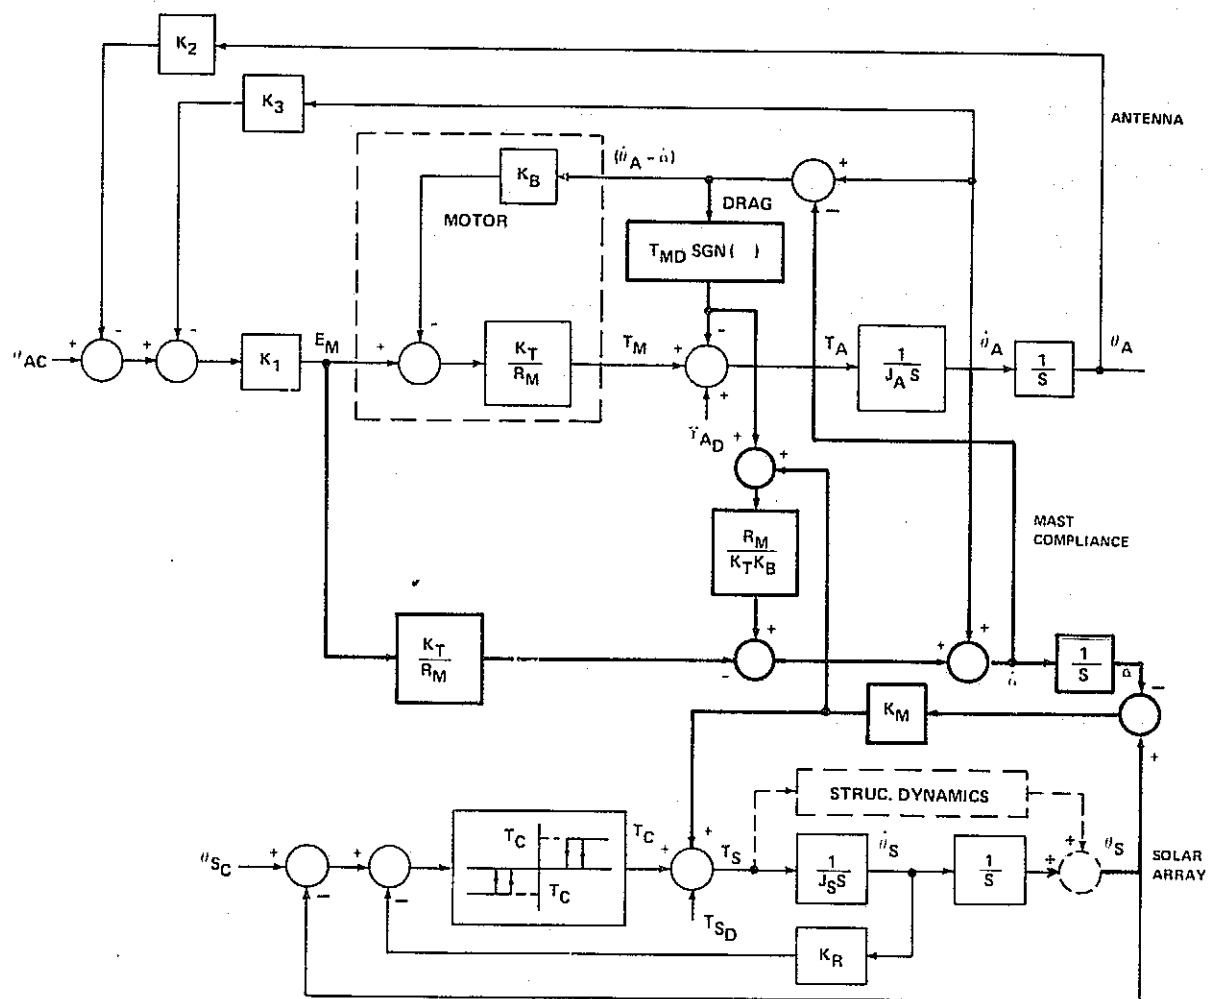 K2
K3
ANTENNA
(θ̇A - α̇)
KB
MOTOR
DRAG
TMD SGN( )
θAC
+
-
+
-
K1
EM
+
-
KT
RM
TM
+
-
+
TAD
TA
1
JAS
θ̇A
1
S
θA
+
-
+
+
RM
KTKB
MAST
COMPLIANCE
KT
RM
+
-
+
+
α̇
1
S
α
-
+
KM
STRUC. DYNAMICS
θSC
+
-
+
-
TC
TC
TC
+
+
+
TSD
TS
1
JSS
θ̇S
1
S
+
+
θS
SOLAR
ARRAY
KR